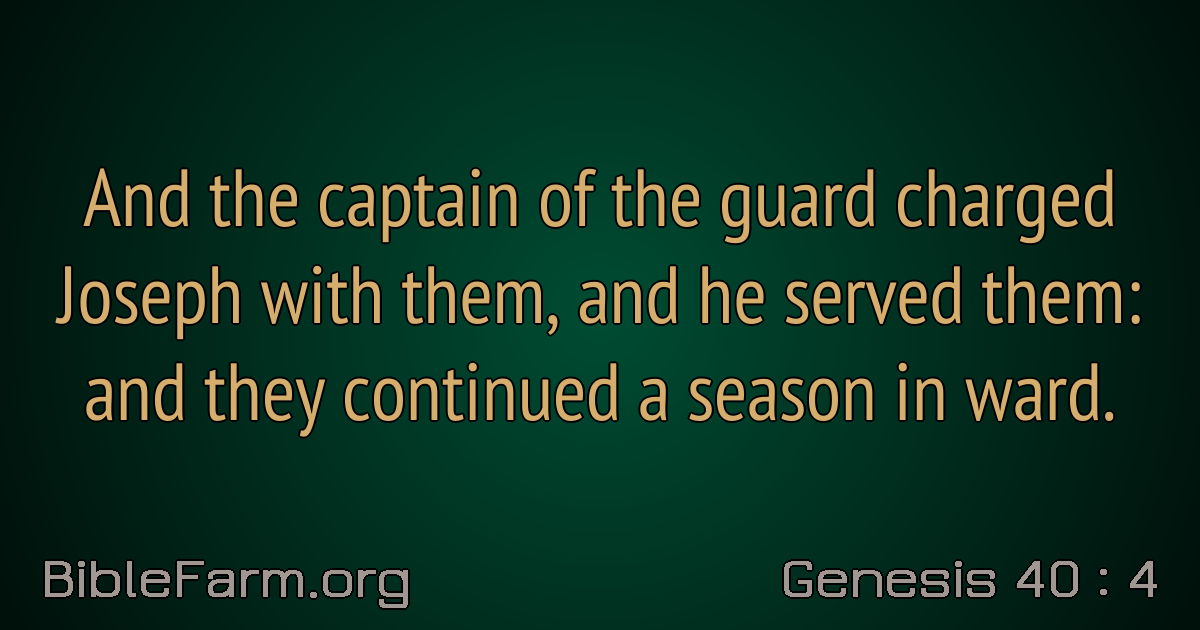 And the captain of the guard charged
Joseph with them, and he served them:
and they continued a season in ward.
BibleFarm.org
Genesis 40 : 4